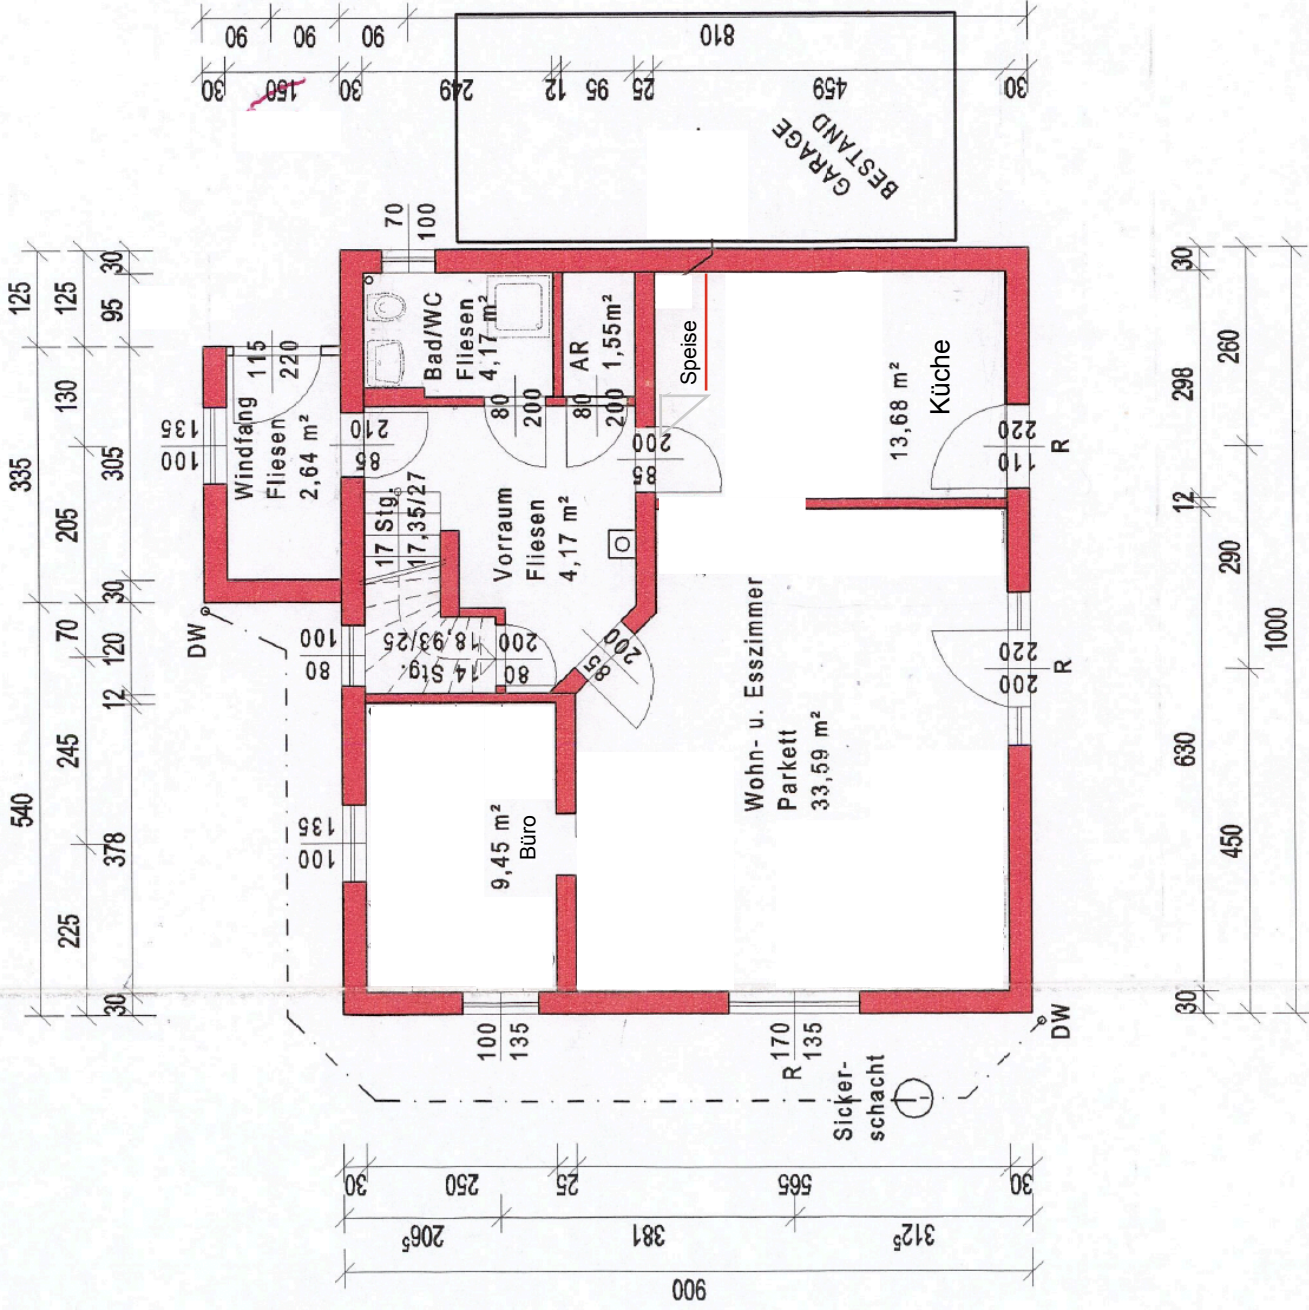 90
90
90
810
30
150
30
249
12
95
25
459
30
GARAGE
BESTAND
70
100
125
335
540
125
130
205
70
245
225
30
95
305
30
120
12
378
30
30
298
12
630
30
260
290
450
1000
Windfang
Fliesen
2,64 m²
115
220
135
100
Bad/WC
Fliesen
4,17 m²
AR
1,55m²
80
200
80
200
Speise
13,68 m²
Küche
210
85
200
85
220
110
R
17 Stg.
17,35/27
Vorraum
Fliesen
4,17 m²
14 Stg.
18,93/25
200
80
200
85
100
80
DW
Wohn- u. Esszimmer
Parkett
33,59 m²
220
200
R
135
100
9,45 m²
Büro
100
135
R 170
135
DW
Sicker-
schacht
30
250
25
565
30
206⁵
381
312⁵
900